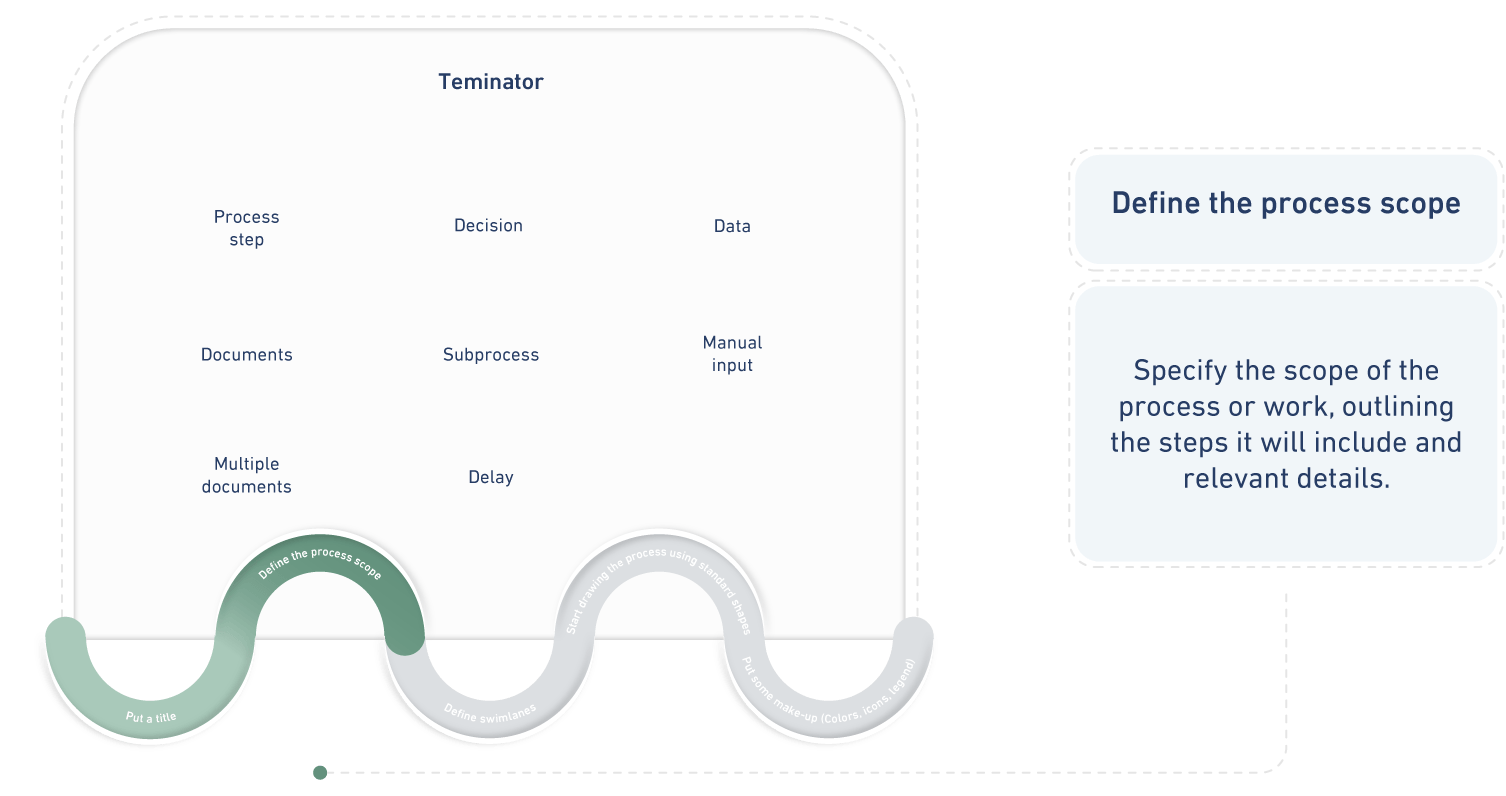 Teminator
Process
step
Decision
Data
Documents
Subprocess
Manual
input
Multiple
documents
Delay
Put a title
Define the process scope
Define swimlanes
Start drawing the process using standard shapes
Put some make-up (Colors, icons, legend)
Define the process scope
Specify the scope of the
process or work, outlining
the steps it will include and
relevant details.